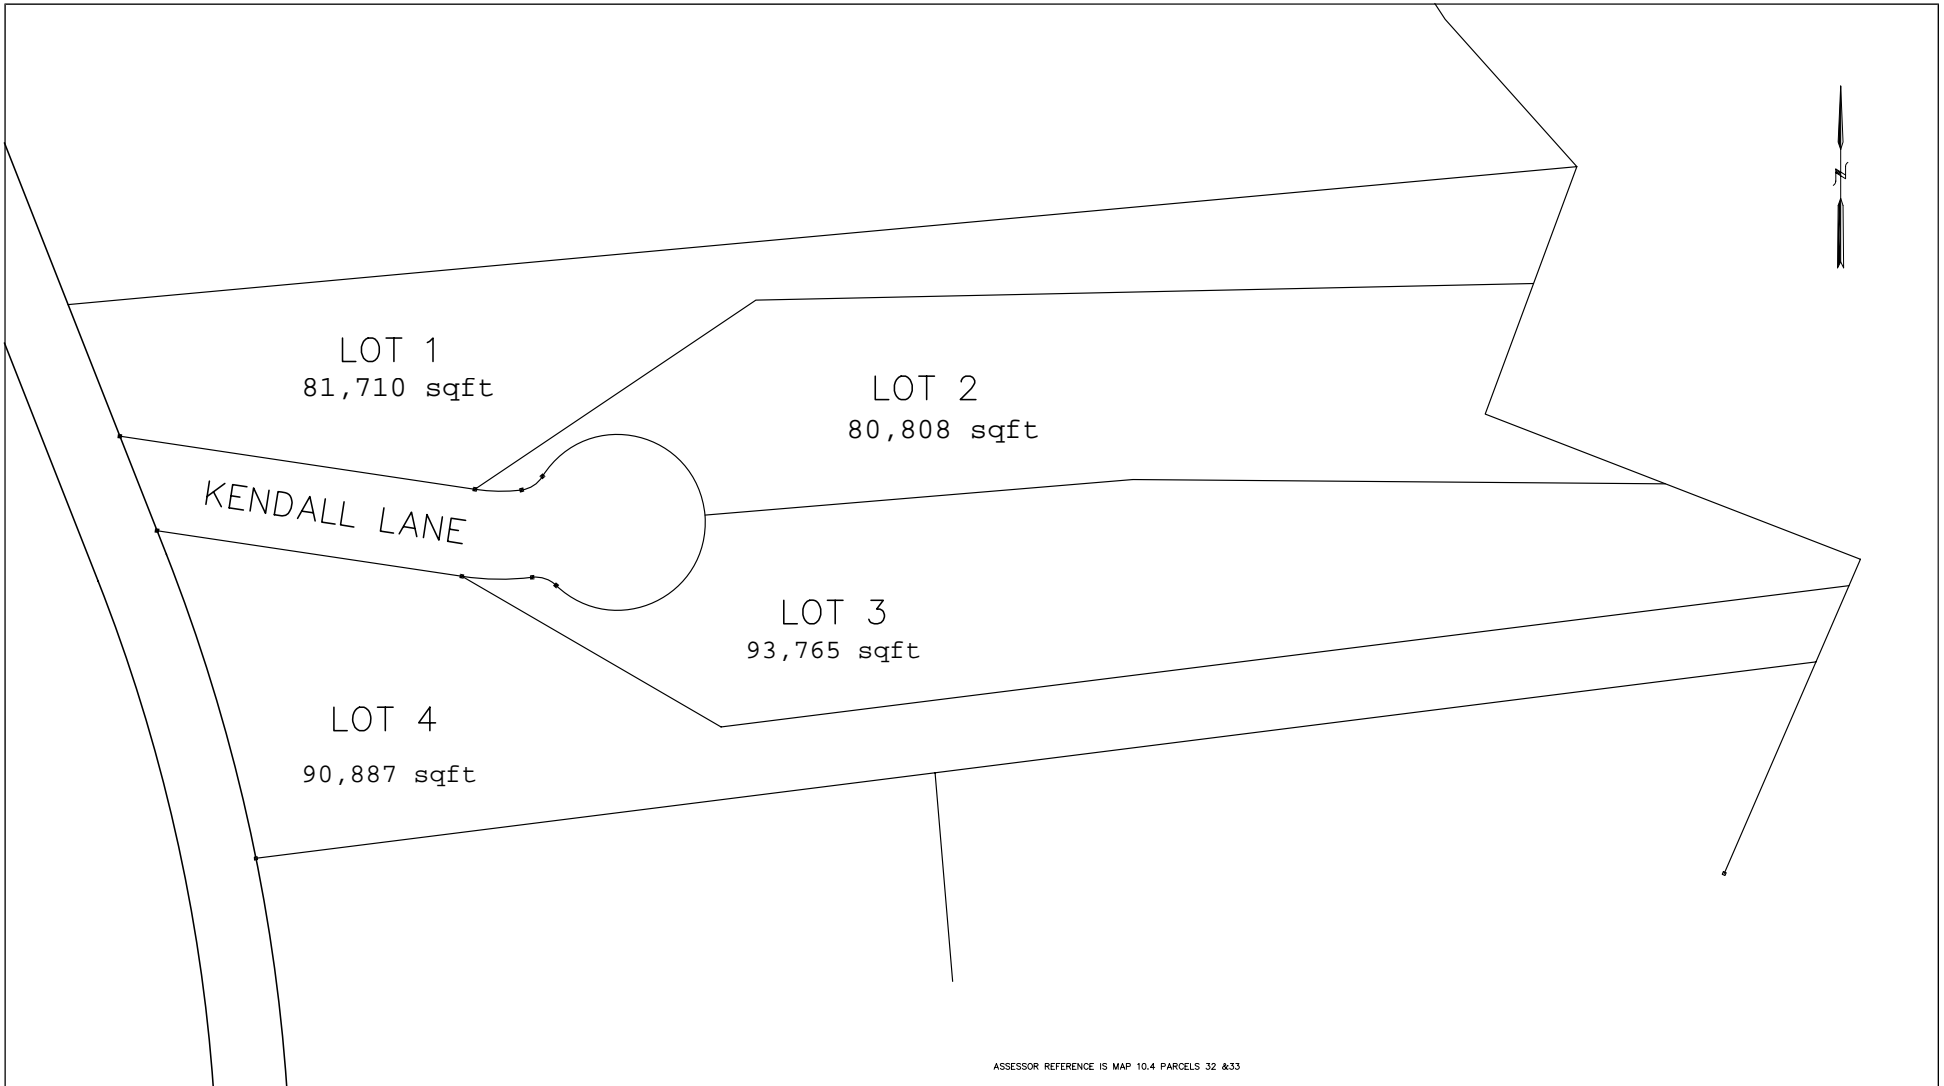 LOT 1
81,710 sqft
LOT 2
80,808 sqft
KENDALL LANE
LOT 3
93,765 sqft
LOT 4
90,887 sqft
N
ASSESSOR REFERENCE IS MAP 10.4 PARCELS 32 &33